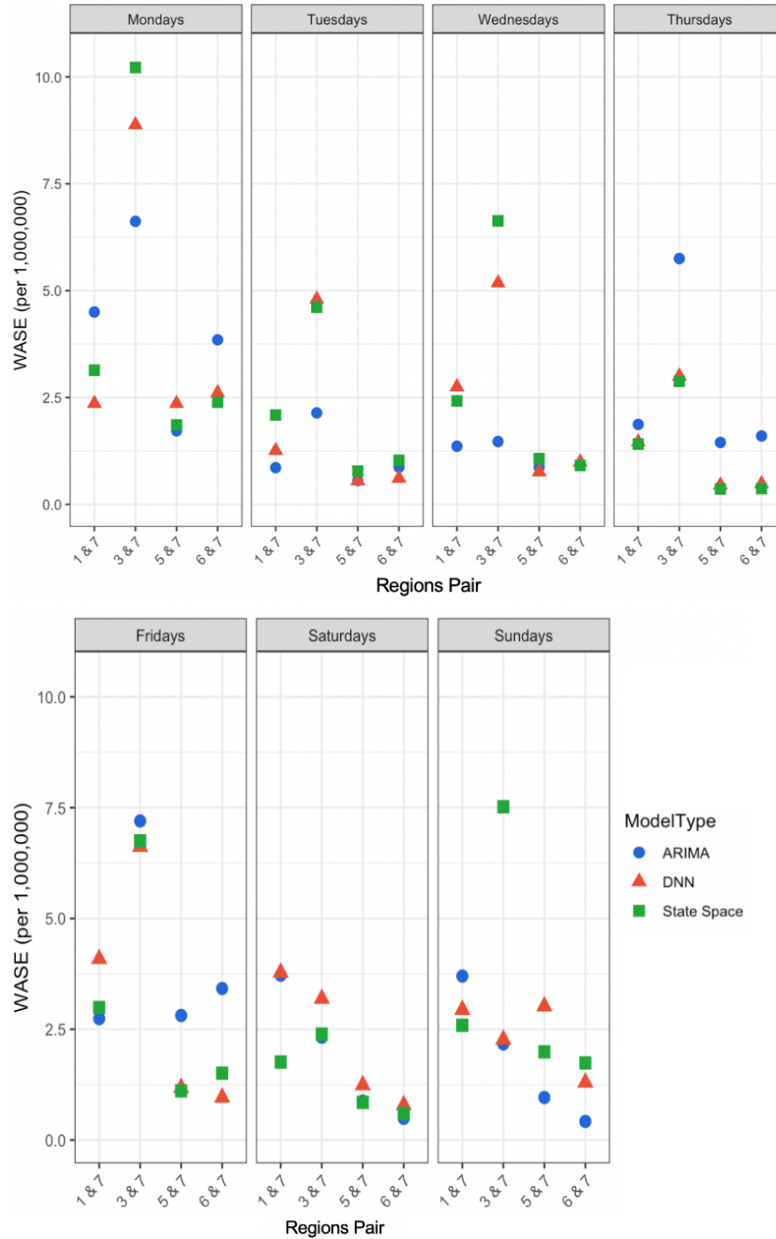 Mondays Tuesdays Wednesdays Thursdays
10.0
7.5
5.0
2.5
0.0
WASE (per 1,000,000)
1 & 7 3 & 7 5 & 7 6 & 7 1 & 7 3 & 7 5 & 7 6 & 7 1 & 7 3 & 7 5 & 7 6 & 7 1 & 7 3 & 7 5 & 7 6 & 7
Regions Pair
Fridays Saturdays Sundays
10.0
7.5
5.0
2.5
0.0
WASE (per 1,000,000)
1 & 7 3 & 7 5 & 7 6 & 7 1 & 7 3 & 7 5 & 7 6 & 7 1 & 7 3 & 7 5 & 7 6 & 7
Regions Pair
ModelType
ARIMA
DNN
State Space